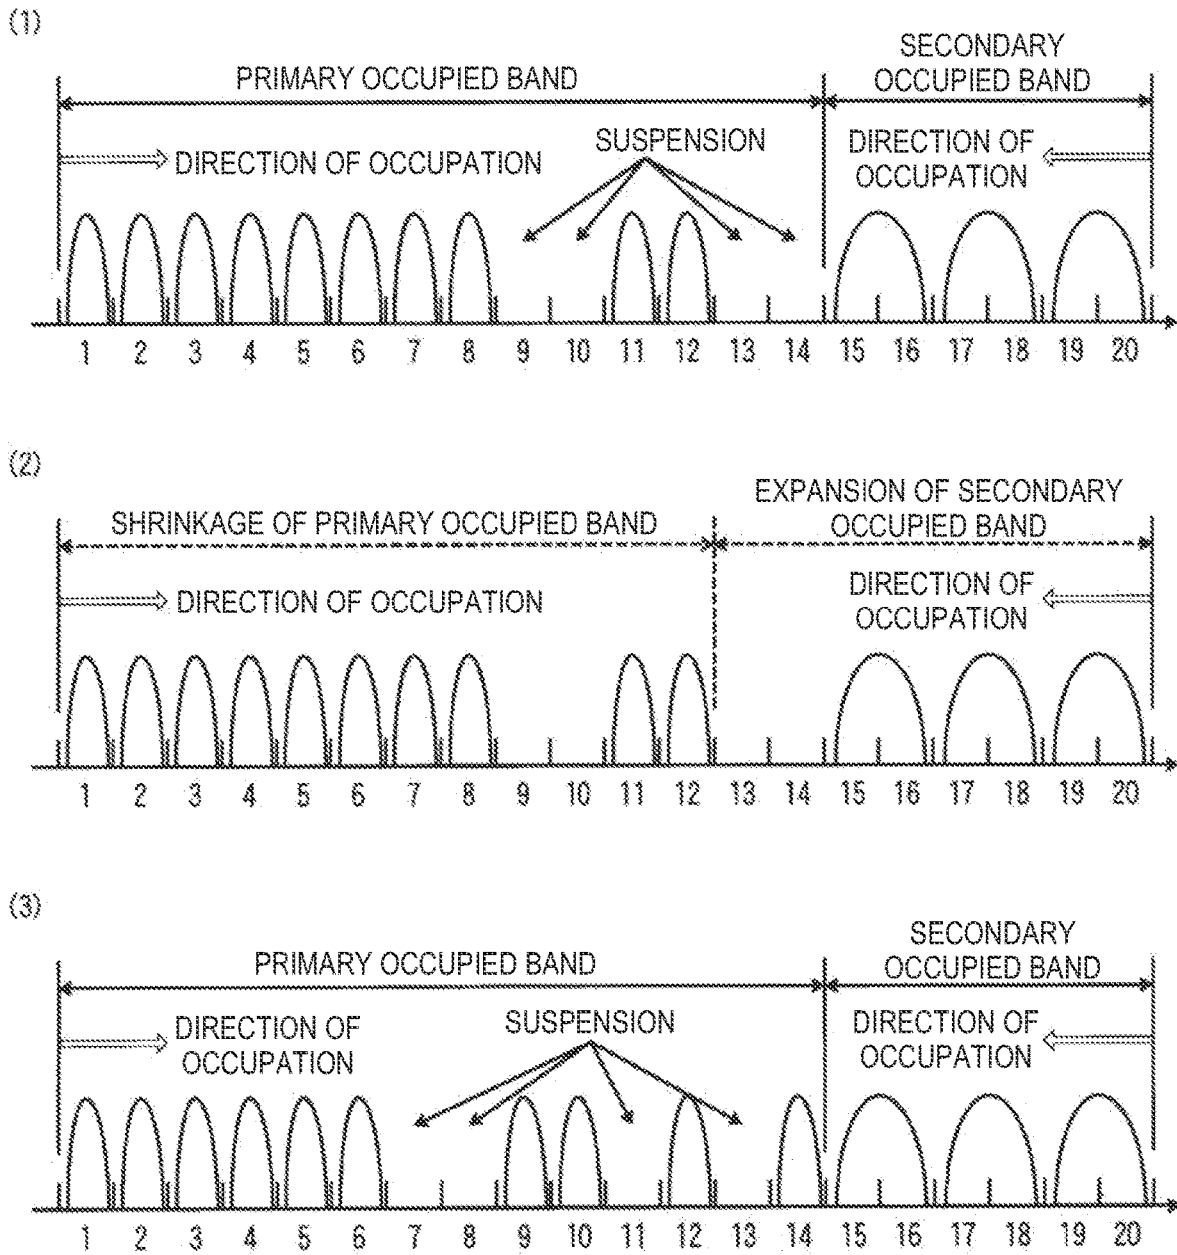 (1)
SECONDARY
PRIMARY OCCUPIED BAND OCCUPIED BAND
SUSPENSION DIRECTION OF
DIRECTION OF OCCUPATION OCCUPATION
1 2 3 4 5 6 7 8 9 10 11 12 13 14 15 16 17 18 19 20
(2)
EXPANSION OF SECONDARY
SHRINKAGE OF PRIMARY OCCUPIED BAND OCCUPIED BAND
DIRECTION OF OCCUPATION DIRECTION OF
OCCUPATION
1 2 3 4 5 6 7 8 9 10 11 12 13 14 15 16 17 18 19 20
(3)
SECONDARY
PRIMARY OCCUPIED BAND OCCUPIED BAND
DIRECTION OF SUSPENSION DIRECTION OF
OCCUPATION OCCUPATION
1 2 3 4 5 6 7 8 9 10 11 12 13 14 15 16 17 18 19 20